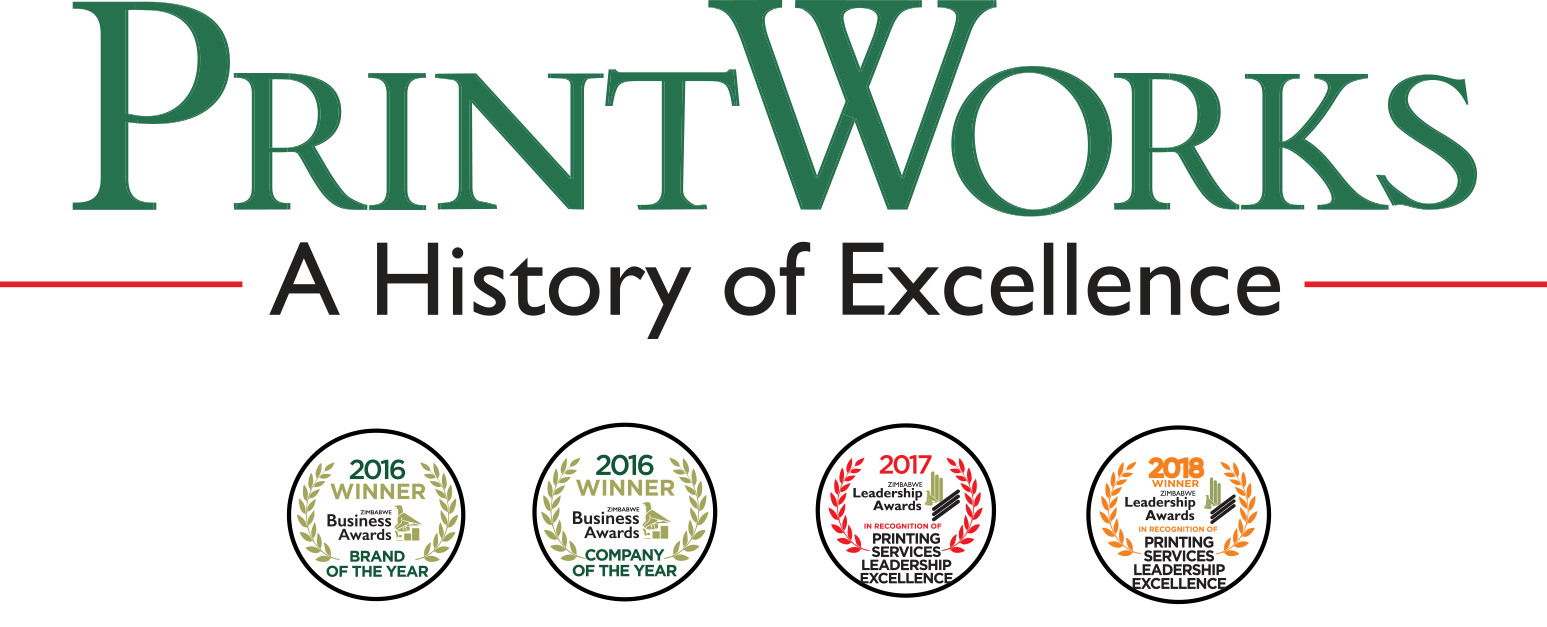 PRINTWORKS
A History of Excellence
2016
WINNER
ZIMBABWE
Business
Awards
BRAND
OF THE YEAR
2016
WINNER
ZIMBABWE
Business
Awards
COMPANY
OF THE YEAR
2017
ZIMBABWE
Leadership
Awards
IN RECOGNITION OF
PRINTING
SERVICES
LEADERSHIP
EXCELLENCE
2018
WINNER
ZIMBABWE
Leadership
Awards
IN RECOGNITION OF
PRINTING
SERVICES
LEADERSHIP
EXCELLENCE